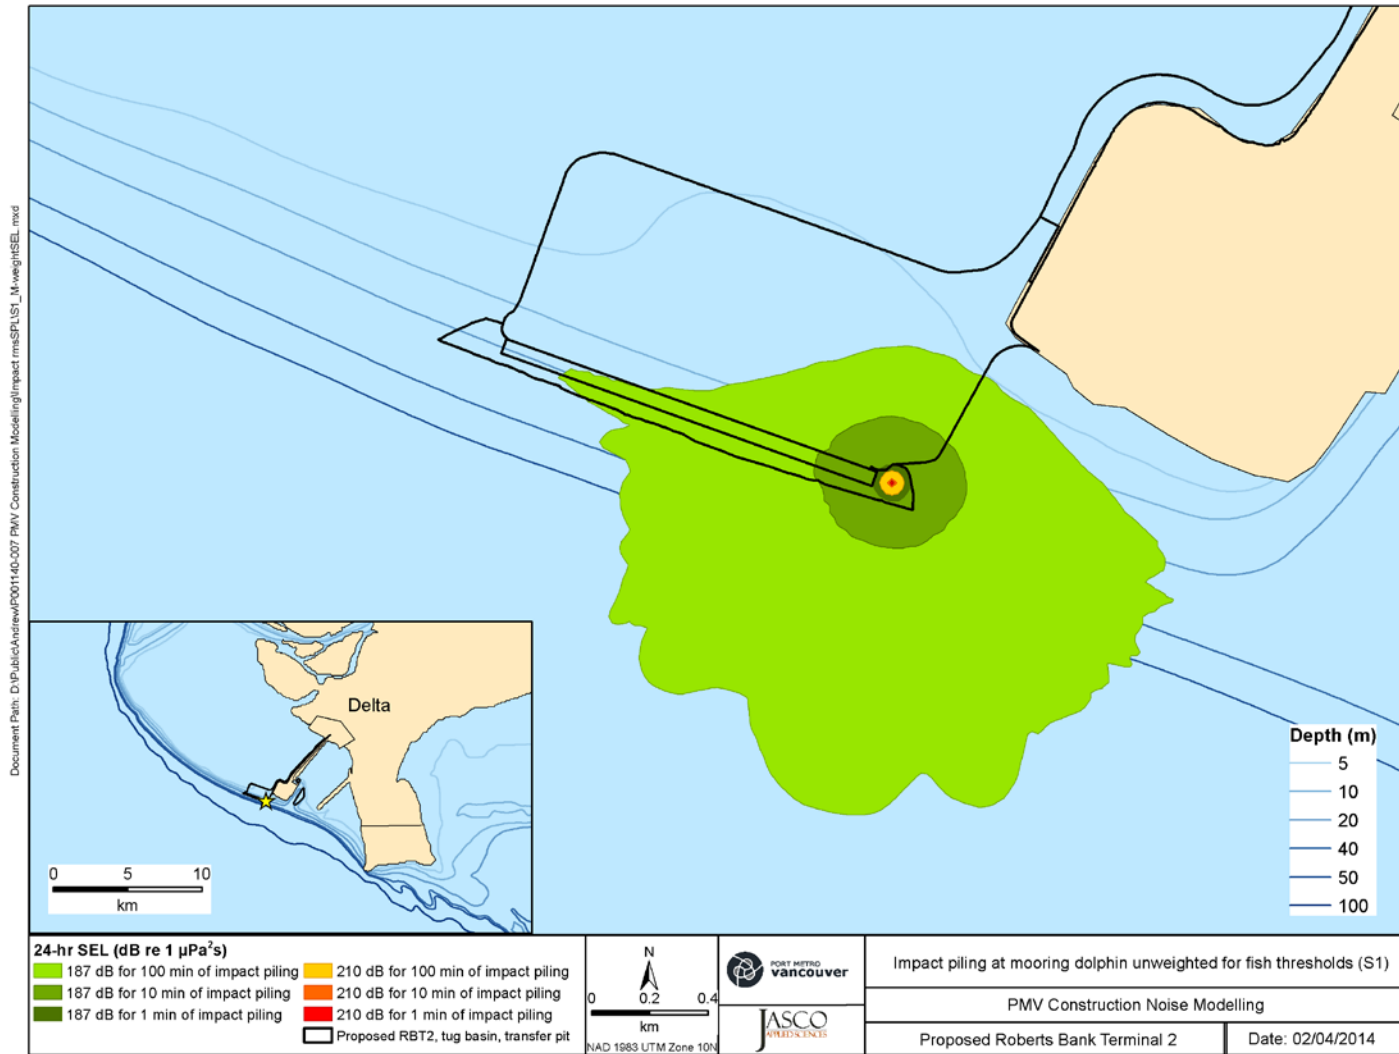 Document Path: D:\Public\Andrew\P001140-007 PMV Construction Modelling\Impact rmsSPL\S1_M-weightSEL.mxd
Delta
0 5 10
km
Depth (m)
5
10
20
40
50
100
24-hr SEL (dB re 1 µPa²s)
187 dB for 100 min of impact piling
187 dB for 10 min of impact piling
187 dB for 1 min of impact piling
210 dB for 100 min of impact piling
210 dB for 10 min of impact piling
210 dB for 1 min of impact piling
Proposed RBT2, tug basin, transfer pit
N
0 0.2 0.4
km
NAD 1983 UTM Zone 10N
PORT METRO
vancouver
JASCO
APPLIED SCIENCES
Impact piling at mooring dolphin unweighted for fish thresholds (S1)
PMV Construction Noise Modelling
Proposed Roberts Bank Terminal 2
Date: 02/04/2014